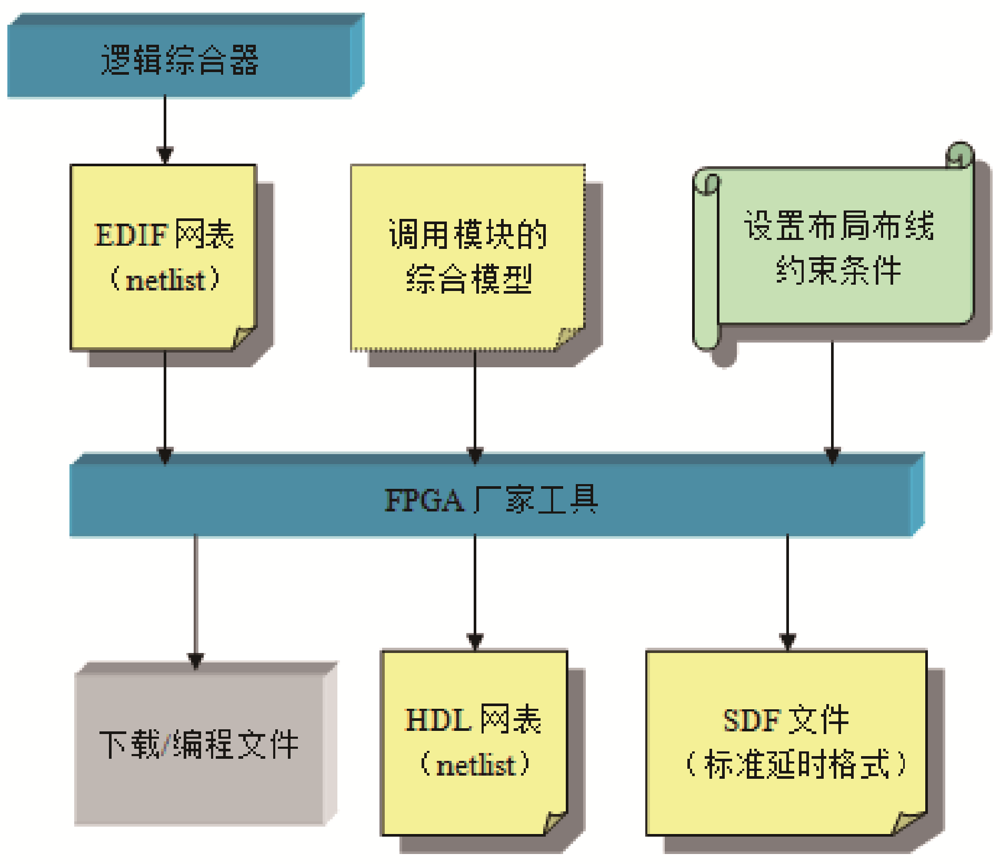 逻辑综合器
EDIF 网表
（netlist）
调用模块的
综合模型
设置布局布线
约束条件
FPGA 厂家工具
下载/编程文件
HDL 网表
（netlist）
SDF 文件
（标准延时格式）